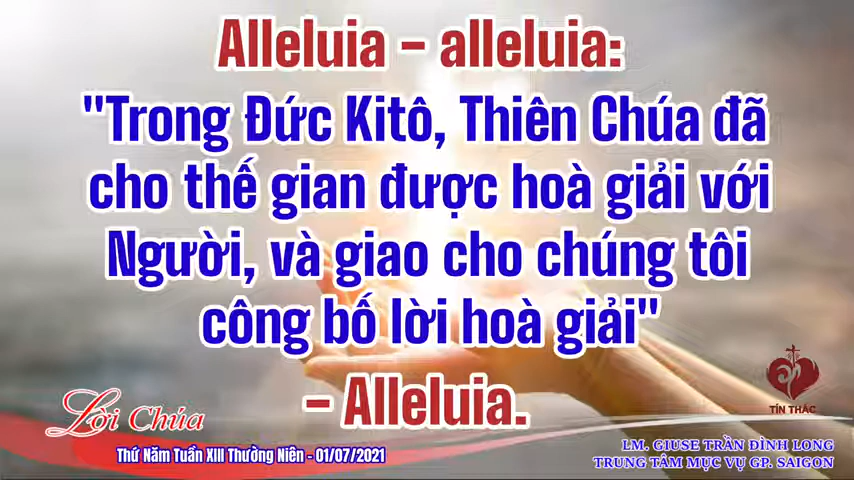 Alleluia - alleluia:
"Trong Đức Kitô, Thiên Chúa đã
cho thế gian được hoà giải với
Người, và giao cho chúng tôi
công bố lời hoà giải"
- Alleluia.
TÍN THÁC
Lời Chúa
Thứ Năm Tuần XIII Thường Niên - 01/07/2021
LM. GIUSE TRẦN ĐÌNH LONG
TRUNG TÂM MỤC VỤ GP. SAIGON